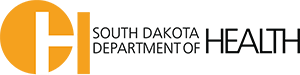 SOUTH DAKOTA
DEPARTMENT OF HEALTH